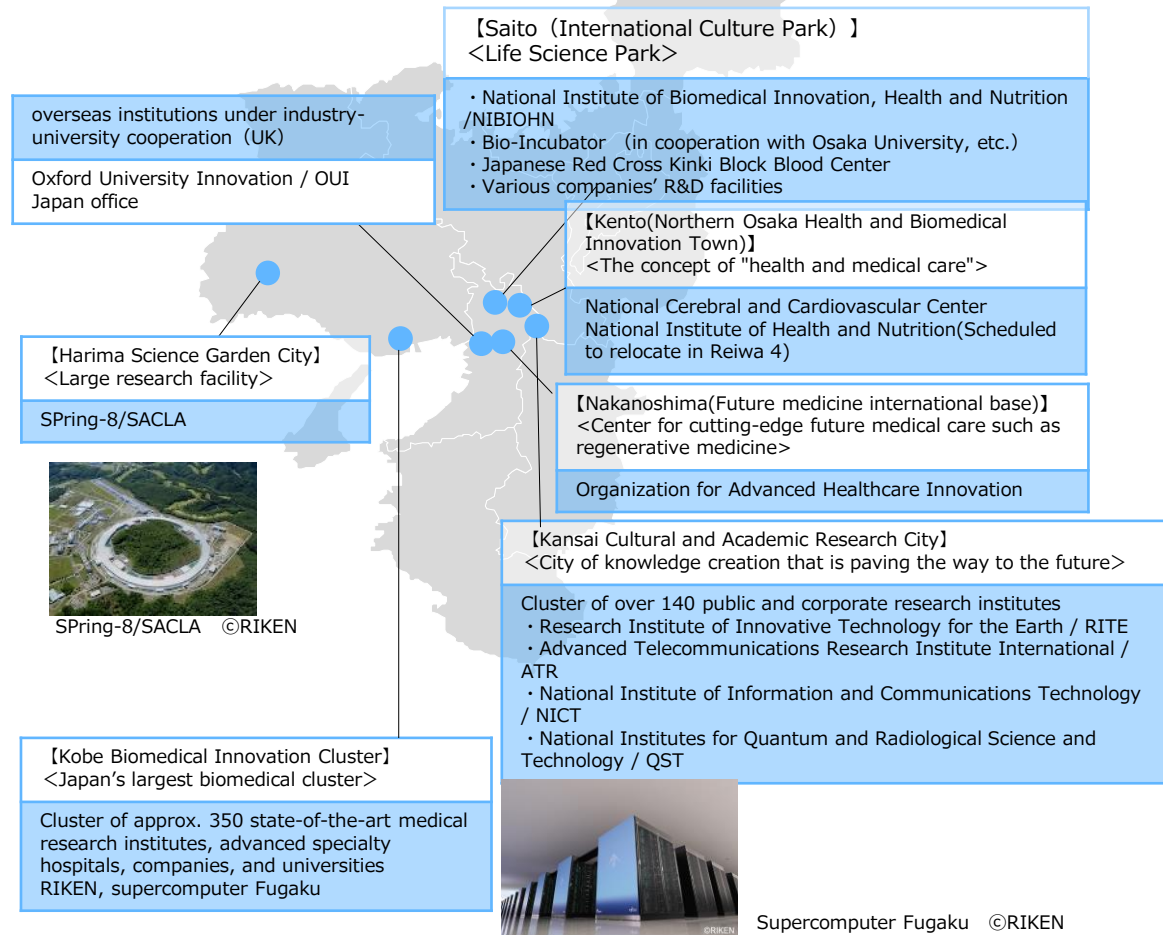 【Saito（International Culture Park）】
<Life Science Park>
・National Institute of Biomedical Innovation, Health and Nutrition
/NIBIOHN
・Bio-Incubator （in cooperation with Osaka University, etc.）
・Japanese Red Cross Kinki Block Blood Center
・Various companies’ R&D facilities
overseas institutions under industry-
university cooperation（UK）
Oxford University Innovation / OUI
Japan office
【Kento(Northern Osaka Health and Biomedical
Innovation Town)】
<The concept of "health and medical care">
National Cerebral and Cardiovascular Center
National Institute of Health and Nutrition(Scheduled
to relocate in Reiwa 4)
【Harima Science Garden City】
<Large research facility>
SPring-8/SACLA
SPring-8/SACLA ©RIKEN
【Nakanoshima(Future medicine international base)】
<Center for cutting-edge future medical care such as
regenerative medicine>
Organization for Advanced Healthcare Innovation
【Kansai Cultural and Academic Research City】
<City of knowledge creation that is paving the way to the future>
Cluster of over 140 public and corporate research institutes
・Research Institute of Innovative Technology for the Earth / RITE
・Advanced Telecommunications Research Institute International /
ATR
・National Institute of Information and Communications Technology
/ NICT
・National Institutes for Quantum and Radiological Science and
Technology / QST
【Kobe Biomedical Innovation Cluster】
<Japan’s largest biomedical cluster>
Cluster of approx. 350 state-of-the-art medical
research institutes, advanced specialty
hospitals, companies, and universities
RIKEN, supercomputer Fugaku
©RIKEN
Supercomputer Fugaku ©RIKEN